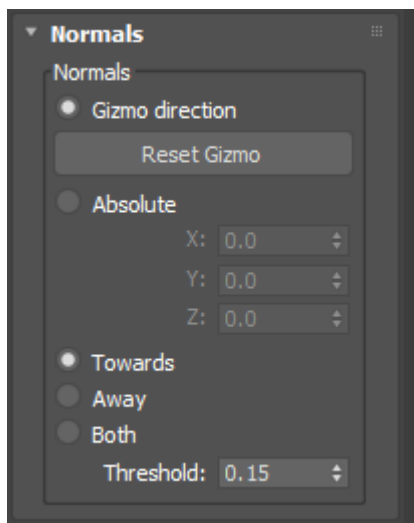 Normals
Normals
Gizmo direction
Reset Gizmo
Absolute
X: 0.0
Y: 0.0
Z: 0.0
Towards
Away
Both
Threshold: 0.15